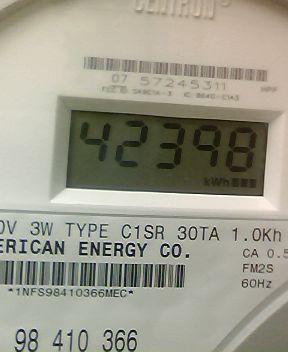 CENTRON
07 57245311
42398
kWh
0V 3W TYPE C1SR 30TA 1.0Kh
ERICAN ENERGY CO.
CA 0.5
FM2S
60Hz
*1NFS98410366MEC*
98 410 366